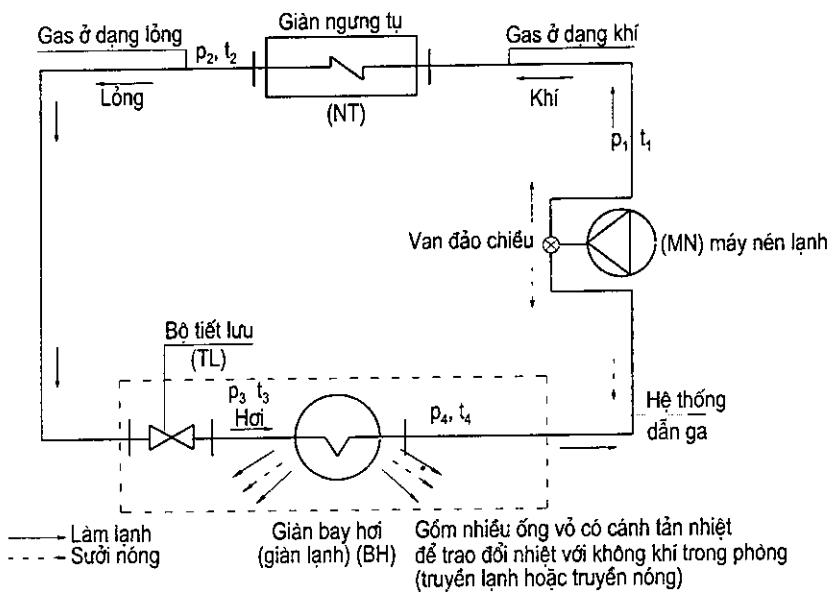 Giàn ngưng tụ
Gas ở dạng lỏng
p₂, t₂
Gas ở dạng khí
Lỏng
(NT)
Khí
p₁ t₁
Van đảo chiều
(MN) máy nén lạnh
Bộ tiết lưu
(TL)
p₃ t₃
Hơi
p₄, t₄
Hệ thống
dẫn ga
Làm lạnh
Sưởi nóng
Giàn bay hơi
(giàn lạnh) (BH)
Gồm nhiều ống vỏ có cánh tản nhiệt
để trao đổi nhiệt với không khí trong phòng
(truyền lạnh hoặc truyền nóng)